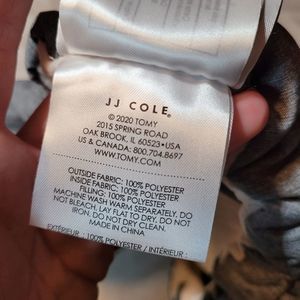 JJ COLE®
© 2020 TOMY
2015 SPRING ROAD
OAK BROOK, IL 60523•USA
US & CANADA: 800.704.8697
WWW.TOMY.COM
OUTSIDE FABRIC: 100% POLYESTER
INSIDE FABRIC: 100% POLYESTER
FILLING: 100% POLYESTER
MACHINE WASH WARM SEPARATELY. DO
NOT BLEACH. LAY FLAT TO DRY. DO NOT
IRON. DO NOT DRY CLEAN.
MADE IN CHINA
EXTÉRIEUR : 100% POLYESTER / INTÉRIEUR :